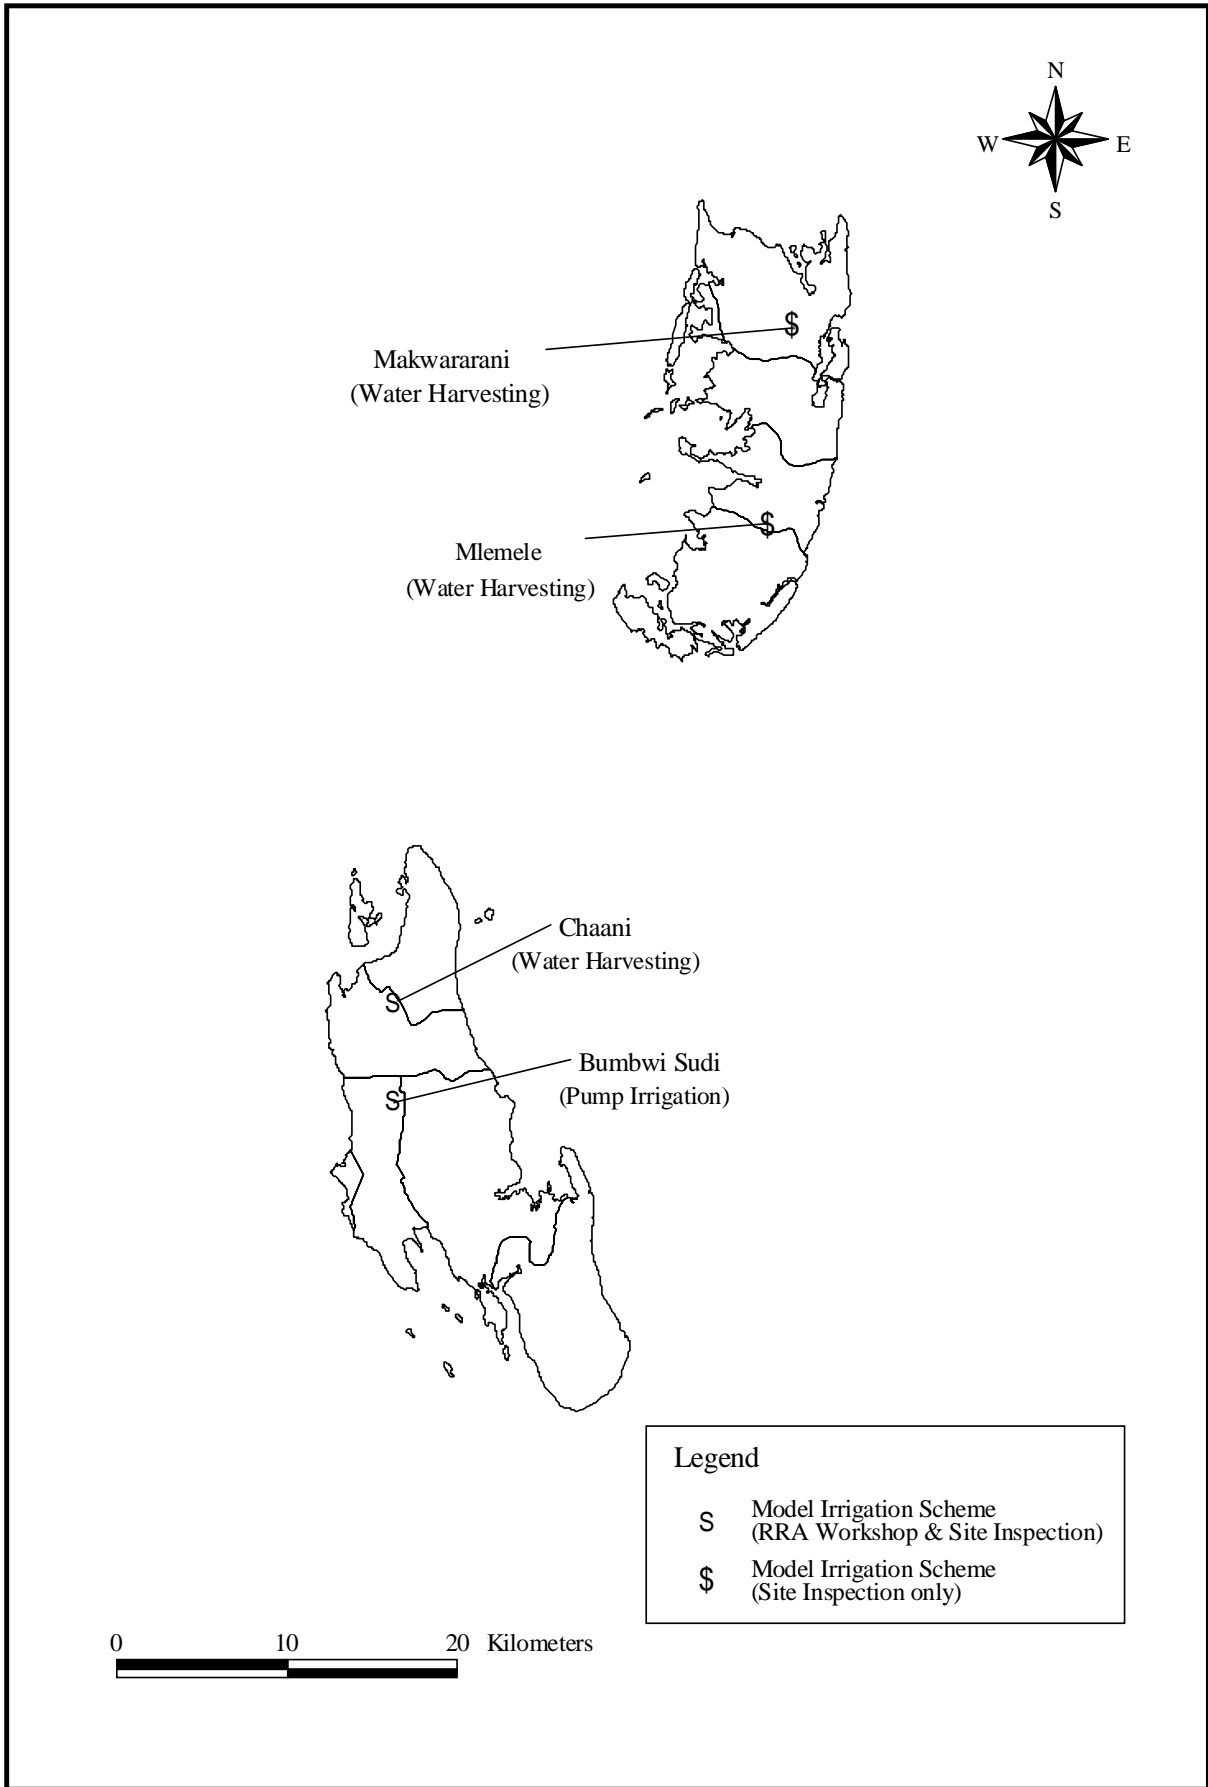 N
W E
S
$
Makwararani
(Water Harvesting)
$
Mlemele
(Water Harvesting)
Chaani
(Water Harvesting)
S
Bumbwi Sudi
(Pump Irrigation)
S
Legend
S Model Irrigation Scheme
(RRA Workshop & Site Inspection)
$ Model Irrigation Scheme
(Site Inspection only)
0 10 20 Kilometers